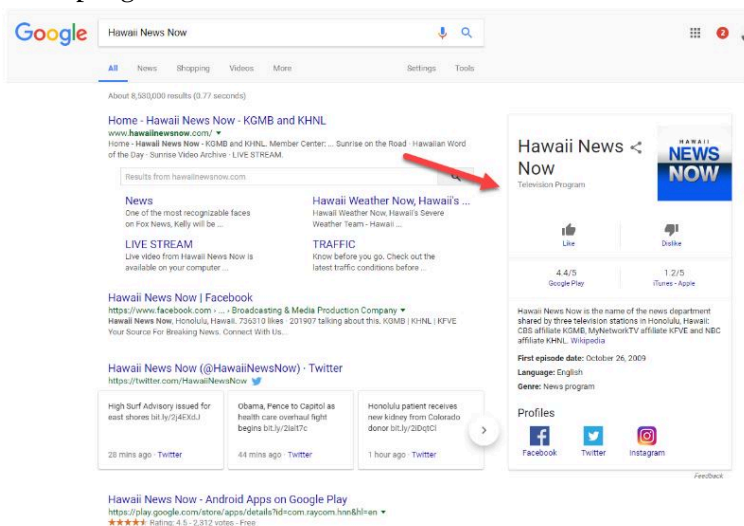 Google
Hawaii News Now
2
All News Shopping Videos More Settings Tools
About 8,530,000 results (0.77 seconds)
Home - Hawaii News Now - KGMB and KHNL
www.hawaiinewsnow.com/
Home - Hawaii News Now - KGMB and KHNL. Member Center: ... Sunrise on the Road · Hawaiian Word
of the Day · Sunrise Video Archive · LIVE STREAM.
Results from hawaiinewsnow.com
News
One of the most recognizable faces
on Fox News, Kelly will be ...
Hawaii Weather Now, Hawaii's ...
Hawaii Weather Now, Hawaii's Severe
Weather Team - Hawaii ...
LIVE STREAM
Live video from Hawaii News Now is
available on your computer ...
TRAFFIC
Know before you go. Check out the
latest traffic conditions before ...
Hawaii News Now | Facebook
https://www.facebook.com › ... › Broadcasting & Media Production Company
Hawaii News Now, Honolulu, Hawaii. 736310 likes · 201907 talking about this. KGMB | KHNL | KFVE
Your Source For Breaking News. Connect With Us...
Hawaii News Now (@HawaiiNewsNow) · Twitter
https://twitter.com/HawaiiNewsNow
High Surf Advisory issued for
east shores bit.ly/2j4EXdJ
28 mins ago · Twitter
Obama, Pence to Capitol as
health care overhaul fight
begins
44 mins ago · Twitter
Honolulu patient receives
new kidney from Colorado
donor
1 hour ago · Twitter
Hawaii News Now - Android Apps on Google Play
https://play.google.com/store/apps/details?id=com.raycom.hnn&hl=en
Rating: 4.5 - 2,312 votes - Free
Hawaii News
Now
Television Program
HAWAII
NEWS
NOW
Like Dislike
4.4/5 1.2/5
Google Play iTunes - Apple
Hawaii News Now is the name of the news department
shared by three television stations in Honolulu, Hawaii:
CBS affiliate KGMB, MyNetworkTV affiliate KFVE and NBC
affiliate KHNL. Wikipedia
First episode date: October 26, 2009
Language: English
Genre: News program
Profiles
Facebook Twitter Instagram
Feedback